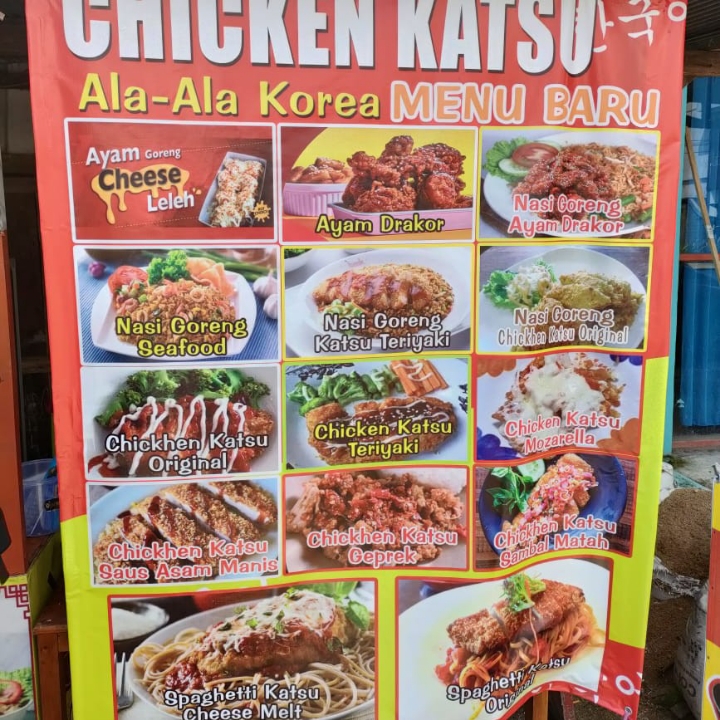 CHICKEN KATSU
Ala-Ala Korea MENU BARU
Ayam Goreng
Cheese
Leleh
Ayam Drakor
Nasi Goreng
Ayam Drakor
Nasi Goreng
Seafood
Nasi Goreng
Katsu Teriyaki
Nasi Goreng
Chickhen Katsu Original
Chickhen Katsu
Original
Chicken Katsu
Teriyaki
Chicken Katsu
Mozarella
Chickhen Katsu
Saus Asam Manis
Chickhen Katsu
Geprek
Chickhen Katsu
Sambal Matah
Spaghetti Katsu
Cheese Melt
Spaghetti Katsu
Original